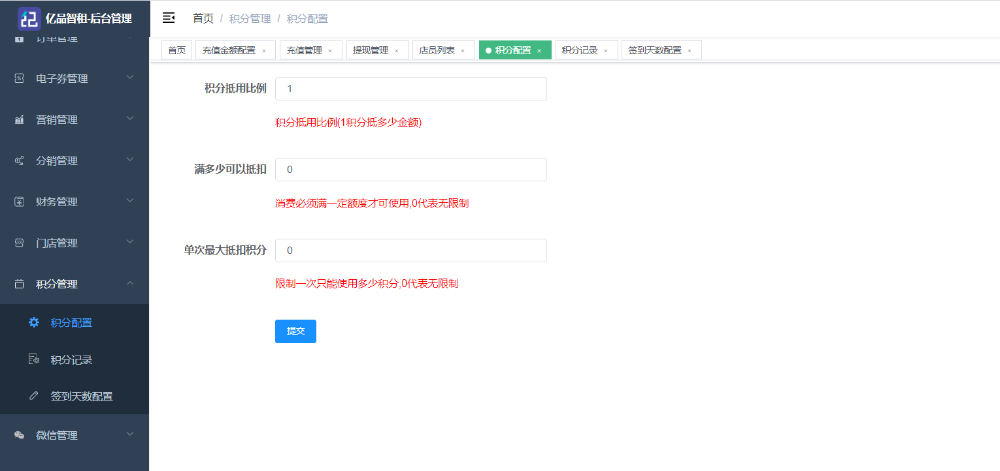 亿品智租-后台管理
首页 / 积分管理 / 积分配置
首页 充值金额配置 × 充值管理 × 提现管理 × 店员列表 × 积分配置 × 积分记录 × 签到天数配置 ×
订单管理
电子券管理
营销管理
分销管理
财务管理
门店管理
积分管理
积分配置
积分记录
签到天数配置
微信管理
积分抵用比例 1
积分抵用比例(1积分抵多少金额)
满多少可以抵扣 0
消费必须满一定额度才可使用,0代表无限制
单次最大抵扣积分 0
限制一次只能使用多少积分,0代表无限制
提交